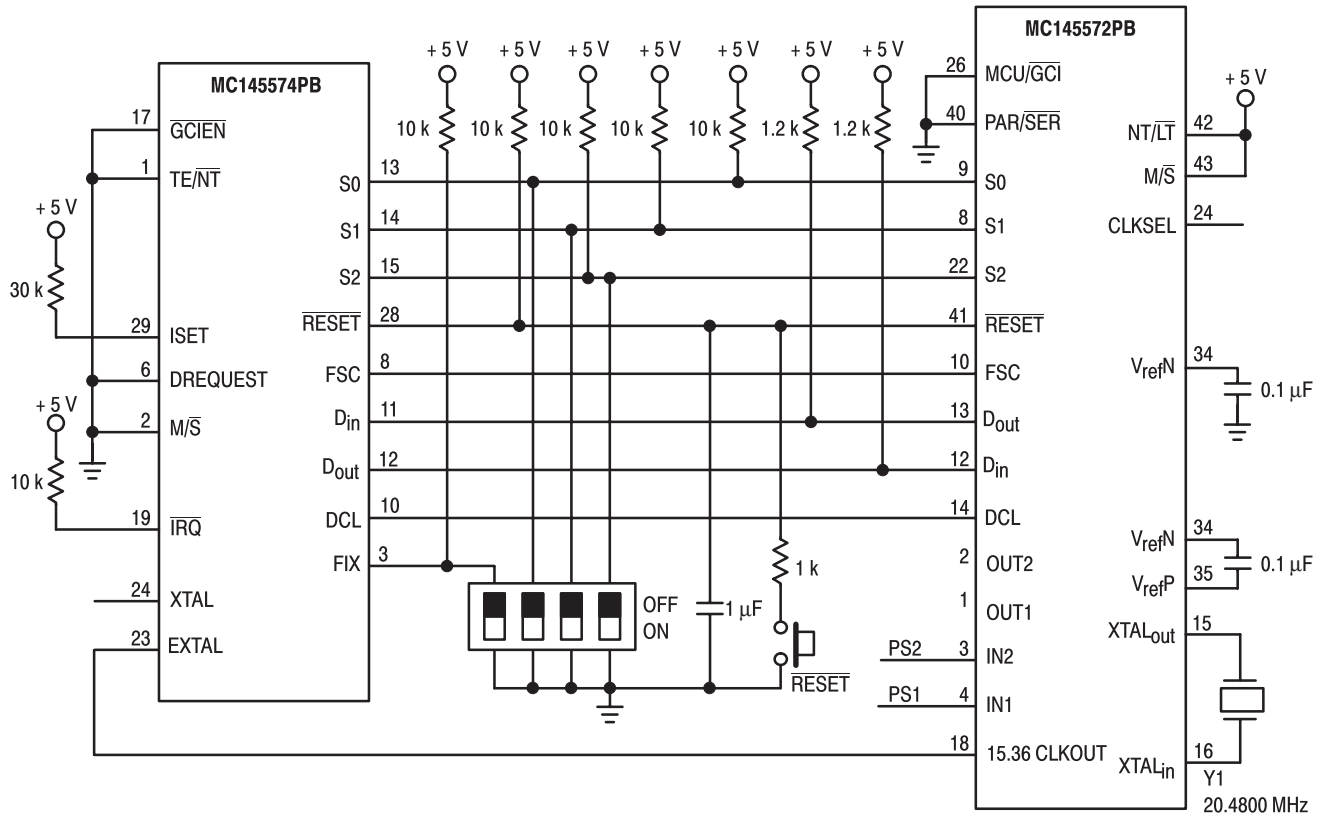 MC145574PB
17 GCIEN
1 TE/NT
+ 5 V
30 k
29 ISET
6 DREQUEST
+ 5 V
2 M/S
10 k
19 IRQ
24 XTAL
23 EXTAL
S0 13
S1 14
S2 15
RESET 28
FSC 8
Din 11
Dout 12
DCL 10
FIX 3
+ 5 V + 5 V + 5 V + 5 V + 5 V + 5 V + 5 V
10 k 10 k 10 k 10 k 10 k 1.2 k 1.2 k
OFF
ON
1 µF
1 k
RESET
MC145572PB
26 MCU/GCI
40 PAR/SER
9 S0
8 S1
22 S2
41 RESET
10 FSC
13 Dout
12 Din
14 DCL
2 OUT2
1 OUT1
PS2 3 IN2
PS1 4 IN1
18 15.36 CLKOUT
+ 5 V
NT/LT 42
M/S 43
CLKSEL 24
VrefN 34
0.1 µF
VrefN 34
0.1 µF
VrefP 35
XTALout 15
XTALin 16
Y1
20.4800 MHz